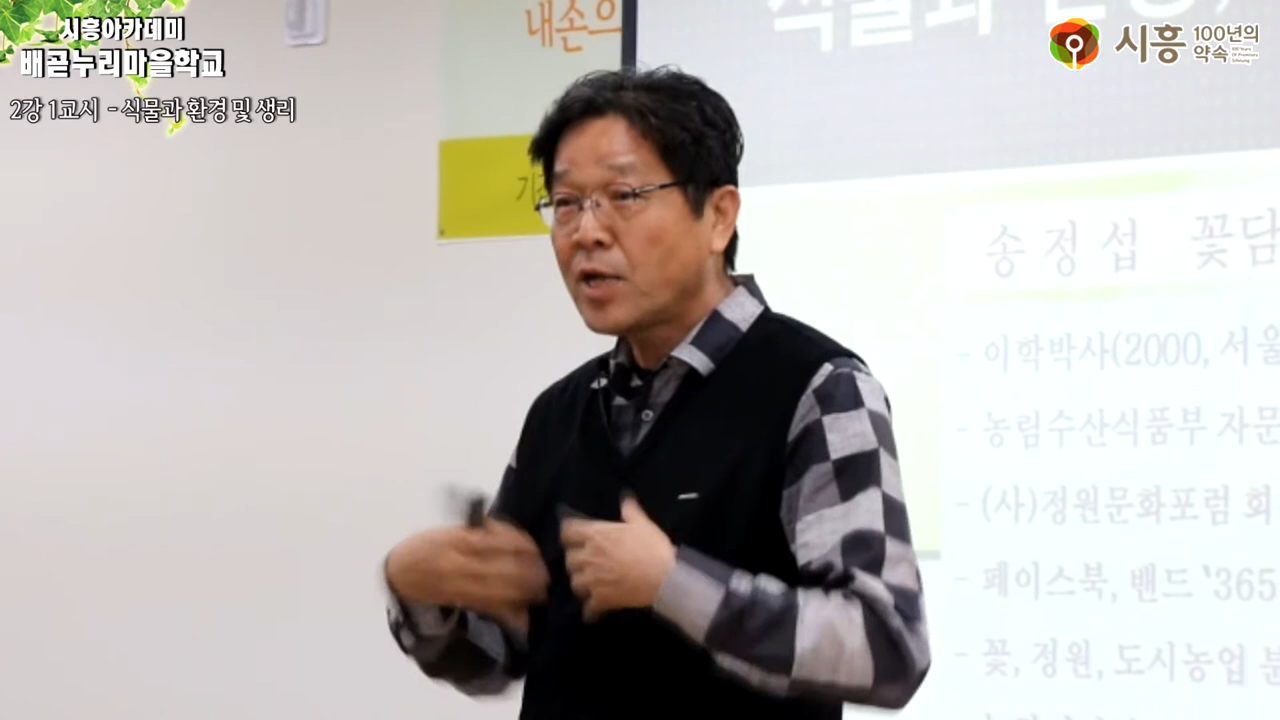 시흥아카데미
배곧누리마을학교
2강 1교시 - 식물과 환경 및 생리
내손으
시흥 100년의
약속
송정섭 꽃담
- 이학박사(2000, 서울
- 농림수산식품부 자문
- (사)정원문화포럼 회
- 페이스북, 밴드 '365
- 꽃, 정원, 도시농업 분